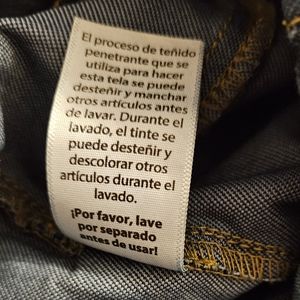 El proceso de teñido
penetrante que se
utiliza para hacer
esta tela se puede
desteñir y manchar
otros artículos antes
de lavar. Durante el
lavado, el tinte se
puede desteñir y
descolorar otros
artículos durante el
lavado.
¡Por favor, lave
por separado
antes de usar!